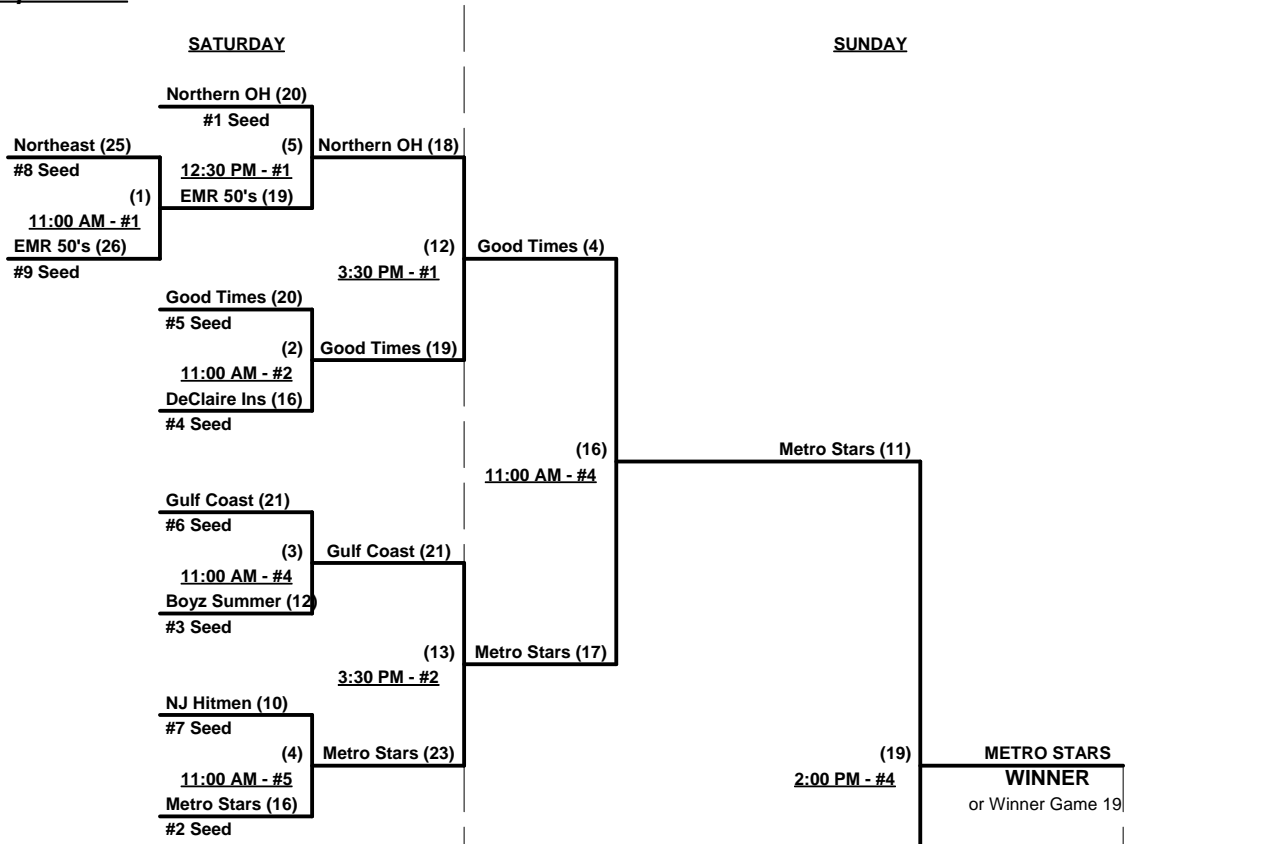 SATURDAY
SUNDAY
Northern OH (20)
#1 Seed
Northeast (25)
(5)
Northern OH (18)
#8 Seed
12:30 PM - #1
(1)
EMR 50's (19)
11:00 AM - #1
EMR 50's (26)
(12)
Good Times (4)
#9 Seed
3:30 PM - #1
Good Times (20)
#5 Seed
(2)
Good Times (19)
11:00 AM - #2
DeClaire Ins (16)
#4 Seed
(16)
Metro Stars (11)
11:00 AM - #4
Gulf Coast (21)
#6 Seed
(3)
Gulf Coast (21)
11:00 AM - #4
Boyz Summer (12)
#3 Seed
(13)
Metro Stars (17)
3:30 PM - #2
NJ Hitmen (10)
#7 Seed
(4)
Metro Stars (23)
(19)
METRO STARS
11:00 AM - #5
2:00 PM - #4
WINNER
Metro Stars (16)
or Winner Game 19
#2 Seed